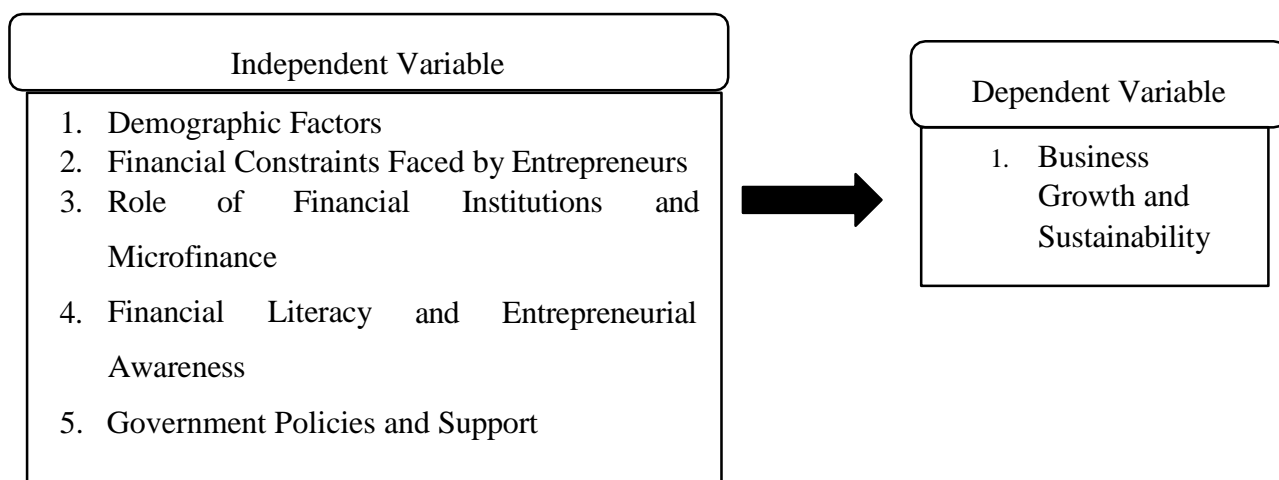 Independent Variable
1. Demographic Factors
2. Financial Constraints Faced by Entrepreneurs
3. Role of Financial Institutions and
Microfinance
4. Financial Literacy and Entrepreneurial
Awareness
5. Government Policies and Support
Dependent Variable
1. Business
Growth and
Sustainability